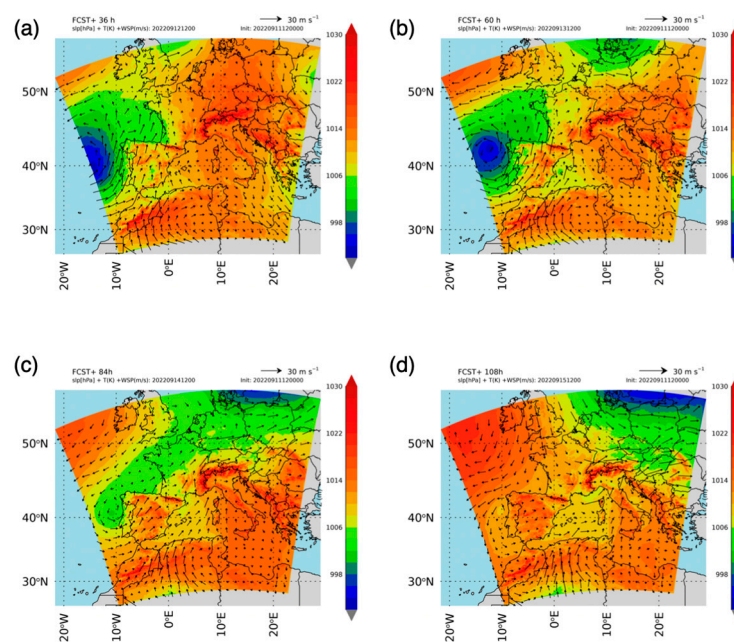 (a)
FCST+ 36 h
30 m s⁻¹
slp[hPa] + T(K) +WSP(m/s): 202209121200
Init: 20220911120000
50°N
40°N
30°N
20°W
10°W
0°E
10°E
20°E
1030
1022
1014
1006
998
(b)
FCST+ 60 h
30 m s⁻¹
slp[hPa] + T(K) +WSP(m/s): 202209131200
Init: 20220911120000
50°N
40°N
30°N
20°W
10°W
0°E
10°E
20°E
1030
1022
1014
1006
998
(c)
FCST+ 84h
30 m s⁻¹
slp[hPa] + T(K) +WSP(m/s): 202209141200
Init: 20220911120000
50°N
40°N
30°N
20°W
10°W
0°E
10°E
20°E
1030
1022
1014
1006
998
(d)
FCST+ 108h
30 m s⁻¹
slp[hPa] + T(K) +WSP(m/s): 202209151200
Init: 20220911120000
50°N
40°N
30°N
20°W
10°W
0°E
10°E
20°E
1030
1022
1014
1006
998